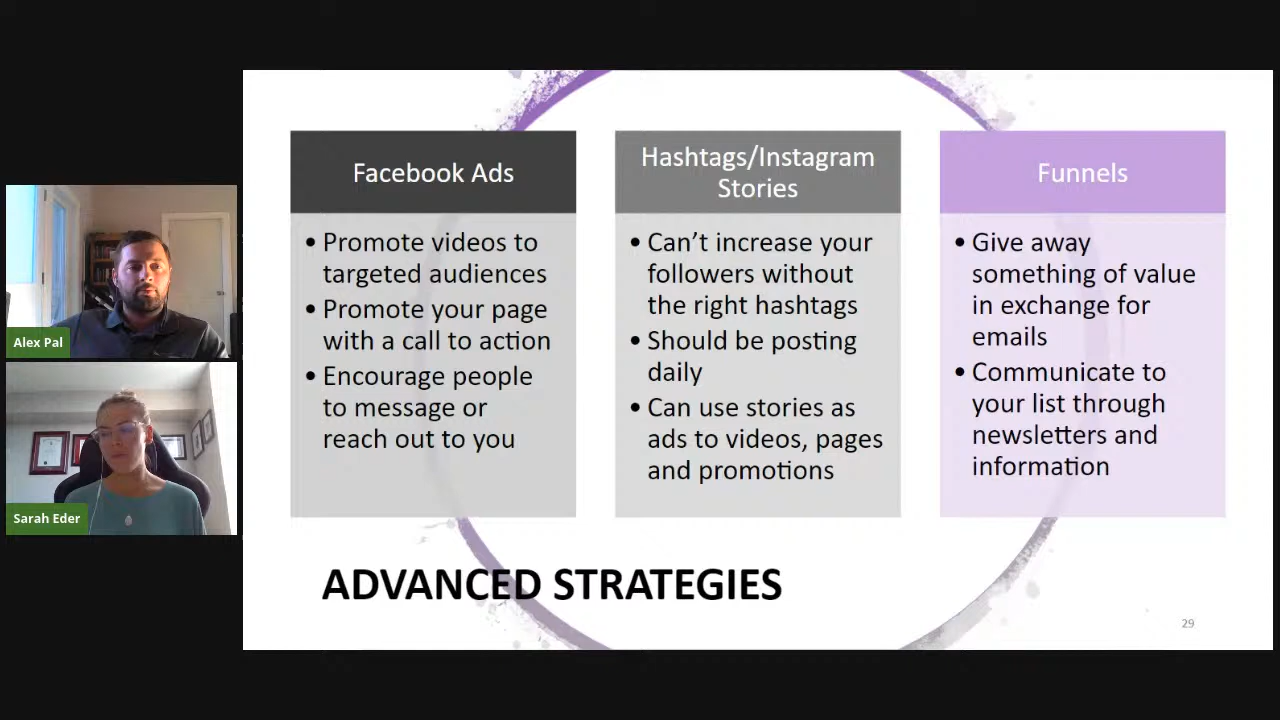 Alex Pal
Sarah Eder
Facebook Ads
• Promote videos to
targeted audiences
• Promote your page
with a call to action
• Encourage people
to message or
reach out to you
Hashtags/Instagram
Stories
• Can’t increase your
followers without
the right hashtags
• Should be posting
daily
• Can use stories as
ads to videos, pages
and promotions
Funnels
• Give away
something of value
in exchange for
emails
• Communicate to
your list through
newsletters and
information
ADVANCED STRATEGIES
29